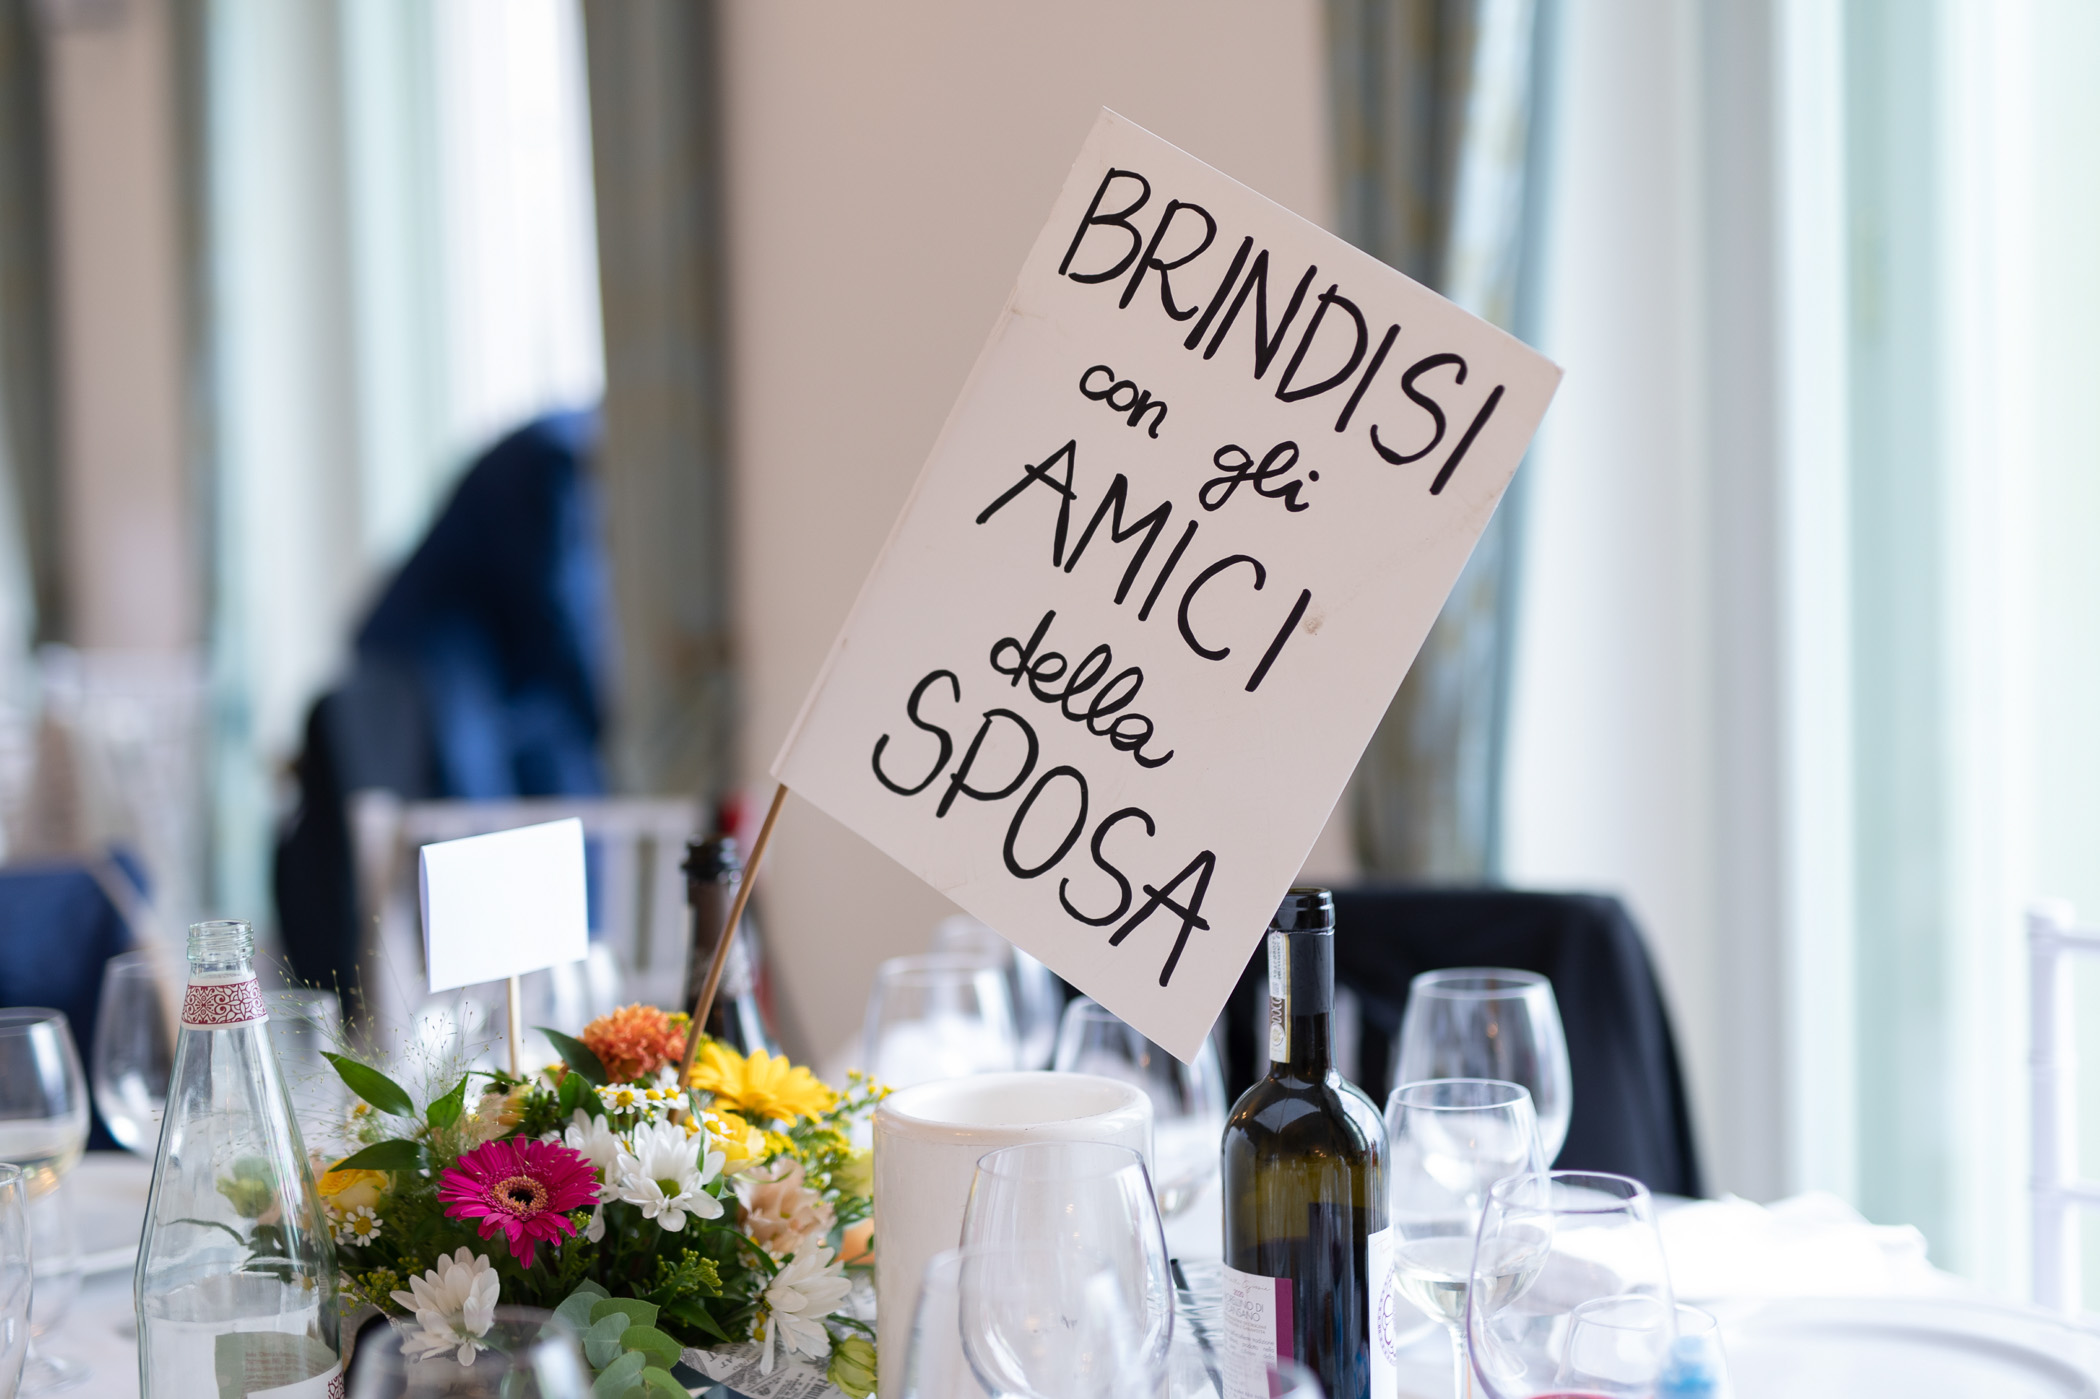 BRINDISI
con gli
AMICI
della
SPOSA